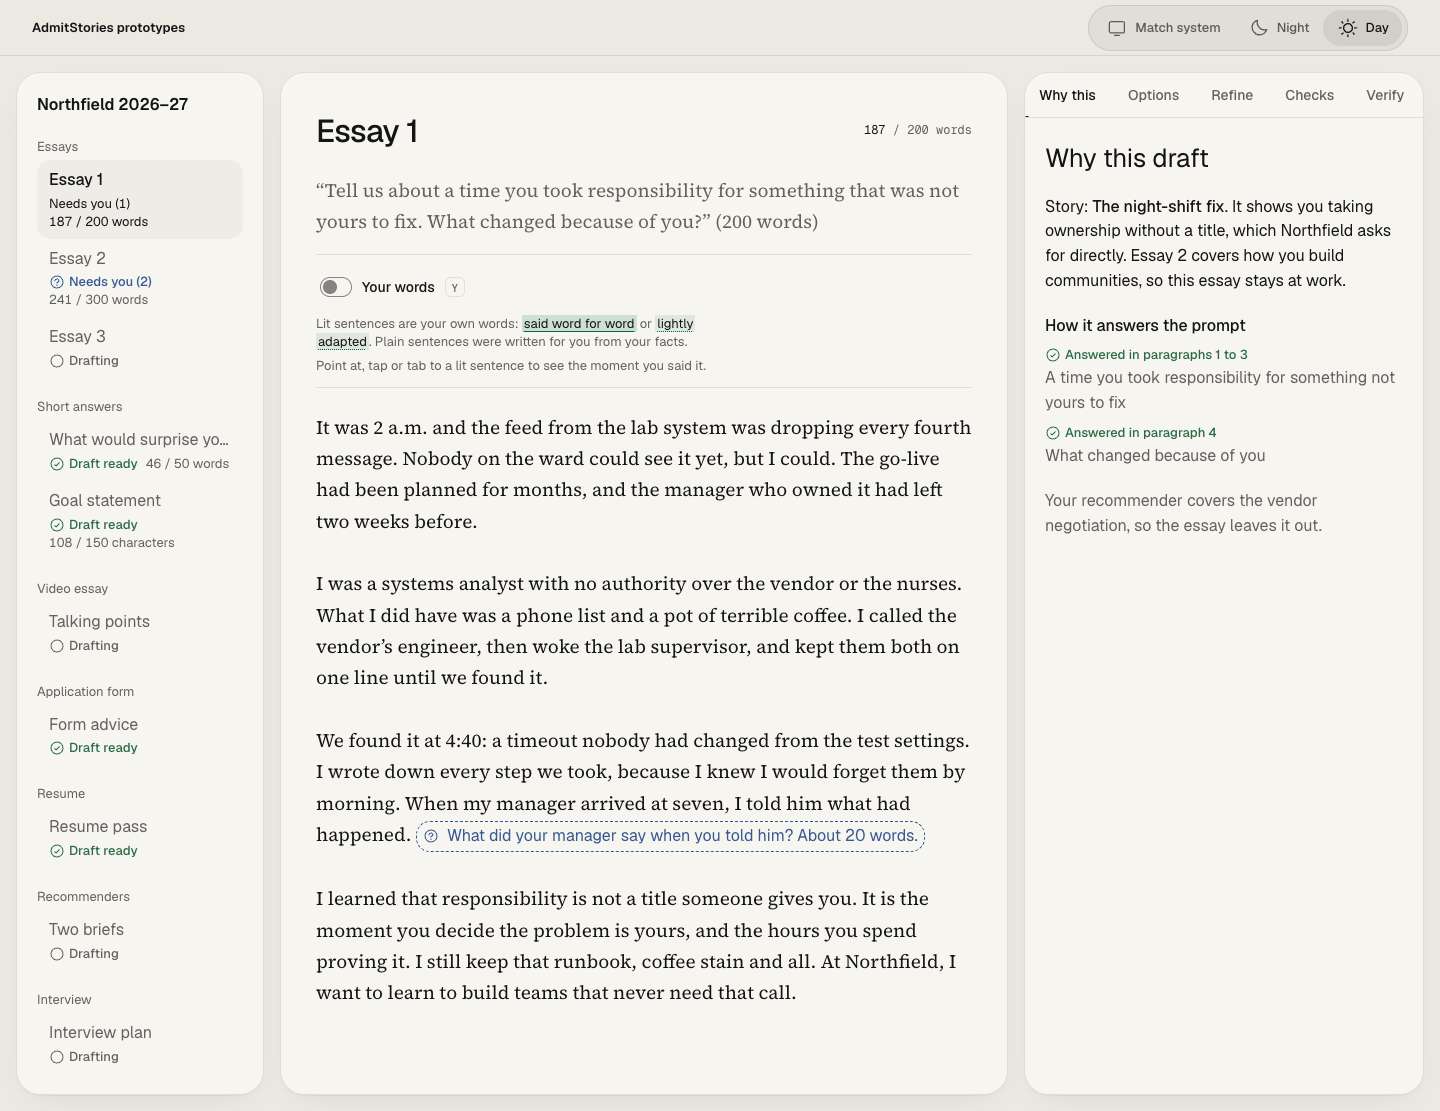 AdmitStories prototypes
Match system
Night
Day
Northfield 2026–27
Essays
Essay 1
Needs you (1)
187 / 200 words
Essay 2
Needs you (2)
241 / 300 words
Essay 3
Drafting
Short answers
What would surprise yo…
Draft ready 46 / 50 words
Goal statement
Draft ready
108 / 150 characters
Video essay
Talking points
Drafting
Application form
Form advice
Draft ready
Resume
Resume pass
Draft ready
Recommenders
Two briefs
Drafting
Interview
Interview plan
Drafting
Essay 1
187 / 200 words
“Tell us about a time you took responsibility for something that was not
yours to fix. What changed because of you?” (200 words)
Your words Y
Lit sentences are your own words: said word for word or lightly
adapted. Plain sentences were written for you from your facts.
Point at, tap or tab to a lit sentence to see the moment you said it.
It was 2 a.m. and the feed from the lab system was dropping every fourth
message. Nobody on the ward could see it yet, but I could. The go-live
had been planned for months, and the manager who owned it had left
two weeks before.
I was a systems analyst with no authority over the vendor or the nurses.
What I did have was a phone list and a pot of terrible coffee. I called the
vendor’s engineer, then woke the lab supervisor, and kept them both on
one line until we found it.
We found it at 4:40: a timeout nobody had changed from the test settings.
I wrote down every step we took, because I knew I would forget them by
morning. When my manager arrived at seven, I told him what had
happened. What did your manager say when you told him? About 20 words.
I learned that responsibility is not a title someone gives you. It is the
moment you decide the problem is yours, and the hours you spend
proving it. I still keep that runbook, coffee stain and all. At Northfield, I
want to learn to build teams that never need that call.
Why this
Options
Refine
Checks
Verify
Why this draft
Story: The night-shift fix. It shows you taking
ownership without a title, which Northfield asks
for directly. Essay 2 covers how you build
communities, so this essay stays at work.
How it answers the prompt
Answered in paragraphs 1 to 3
A time you took responsibility for something not
yours to fix
Answered in paragraph 4
What changed because of you
Your recommender covers the vendor
negotiation, so the essay leaves it out.